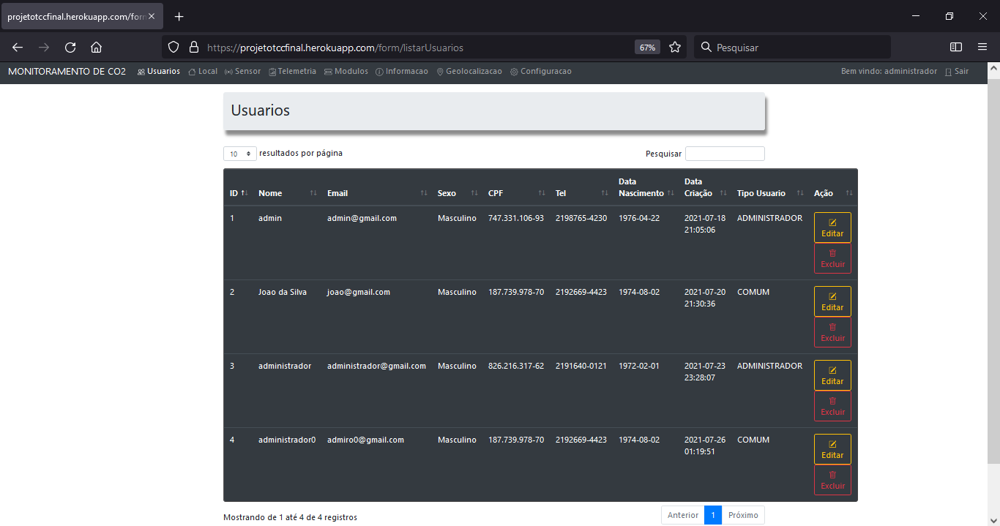 projetotccfinal.herokuapp.com/form
https://projetotccfinal.herokuapp.com/form/listarUsuarios 67% Pesquisar
MONITORAMENTO DE CO2 Usuarios Local Sensor Telemetria Modulos Informacao Geolocalizacao Configuracao Bem vindo: administrador Sair
Usuarios
10 resultados por página Pesquisar
ID Nome Email Sexo CPF Tel Data Nascimento Data Criação Tipo Usuario Ação
1 admin admin@gmail.com Masculino 747.331.106-93 2198765-4230 1976-04-22 2021-07-18 ADMINISTRADOR
21:05:06
Editar
Excluir
2 Joao da Silva joao@gmail.com Masculino 187.739.978-70 2192669-4423 1974-08-02 2021-07-20 COMUM
21:30:36
Editar
Excluir
3 administrador administrador@gmail.com Masculino 826.216.317-62 2191640-0121 1972-02-01 2021-07-23 ADMINISTRADOR
23:28:07
Editar
Excluir
4 administrador0 admiro0@gmail.com Masculino 187.739.978-70 2192669-4423 1974-08-02 2021-07-26 COMUM
01:19:51
Editar
Excluir
Mostrando de 1 até 4 de 4 registros Anterior 1 Próximo